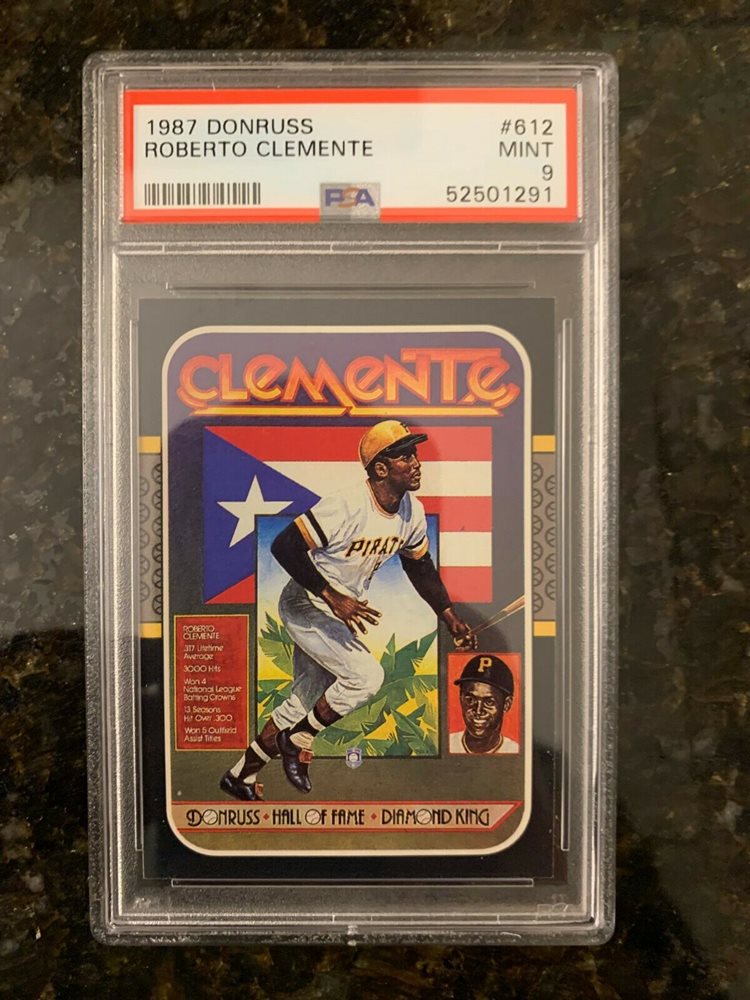 1987 DONRUSS #612
ROBERTO CLEMENTE MINT
9
PSA 52501291
CLEMENTE
PIRAT
P
ROBERTO
CLEMENTE
.317 Lifetime
Average
3000 Hits
Won 4
National League
Batting Crowns
13 Seasons
Hit Over .300
Won 5 Outfield
Assist Titles
P
DONRUSS • HALL OF FAME • DIAMOND KING